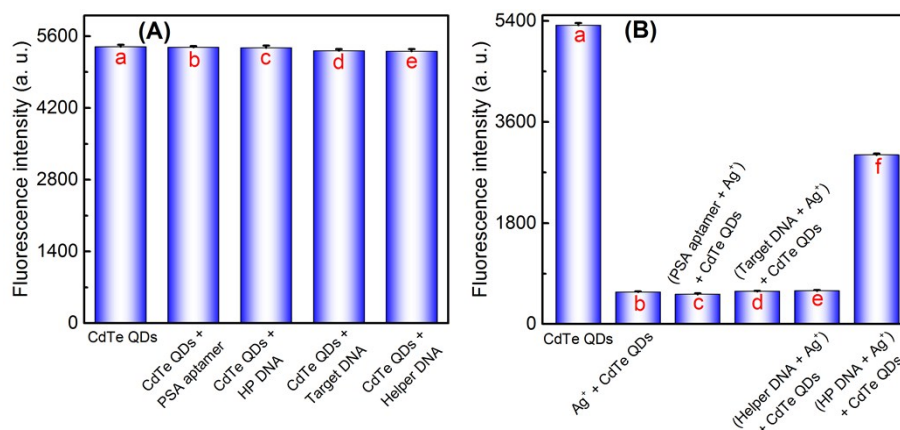 (A)
Fluorescence intensity (a. u.)
5600
4200
2800
1400
0
a
b
c
d
e
CdTe QDs
CdTe QDs +
PSA aptamer
CdTe QDs +
HP DNA
CdTe QDs +
Target DNA
CdTe QDs +
Helper DNA
(B)
Fluorescence intensity (a. u.)
5400
3600
1800
0
a
b
c
d
e
f
CdTe QDs
Ag⁺ + CdTe QDs
(PSA aptamer + Ag⁺)
+ CdTe QDs
(Target DNA + Ag⁺)
+ CdTe QDs
(Helper DNA + Ag⁺)
+ CdTe QDs
(HP DNA + Ag⁺)
+ CdTe QDs